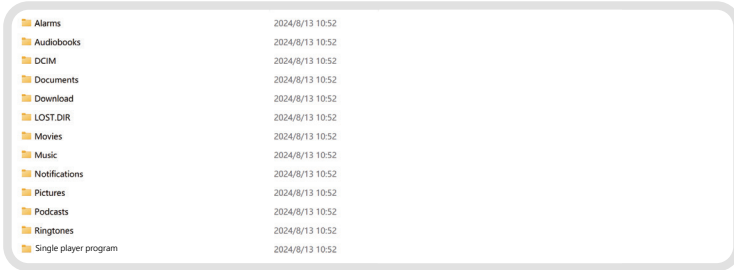 Alarms 2024/8/13 10:52
Audiobooks 2024/8/13 10:52
DCIM 2024/8/13 10:52
Documents 2024/8/13 10:52
Download 2024/8/13 10:52
LOST.DIR 2024/8/13 10:52
Movies 2024/8/13 10:52
Music 2024/8/13 10:52
Notifications 2024/8/13 10:52
Pictures 2024/8/13 10:52
Podcasts 2024/8/13 10:52
Ringtones 2024/8/13 10:52
Single player program 2024/8/13 10:52